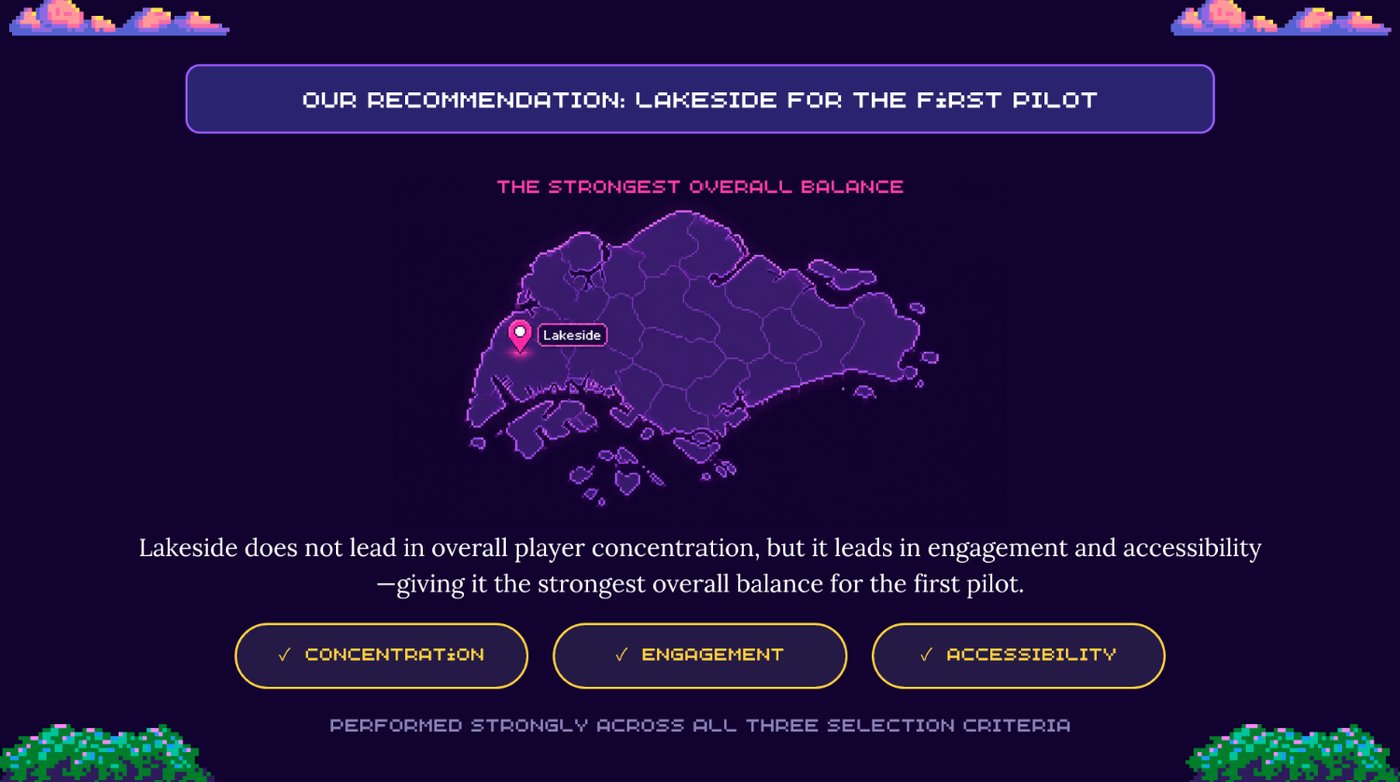 OUR RECOMMENDATION: LAKESIDE FOR THE FiRST PILOT
THE STRONGEST OVERALL BALANCE
Lakeside
Lakeside does not lead in overall player concentration, but it leads in engagement and accessibility
—giving it the strongest overall balance for the first pilot.
✓ CONCENTRATiON
✓ ENGAGEMENT
✓ ACCESSIBILITY
PERFORMED STRONGLY ACROSS ALL THREE SELECTION CRITERIA